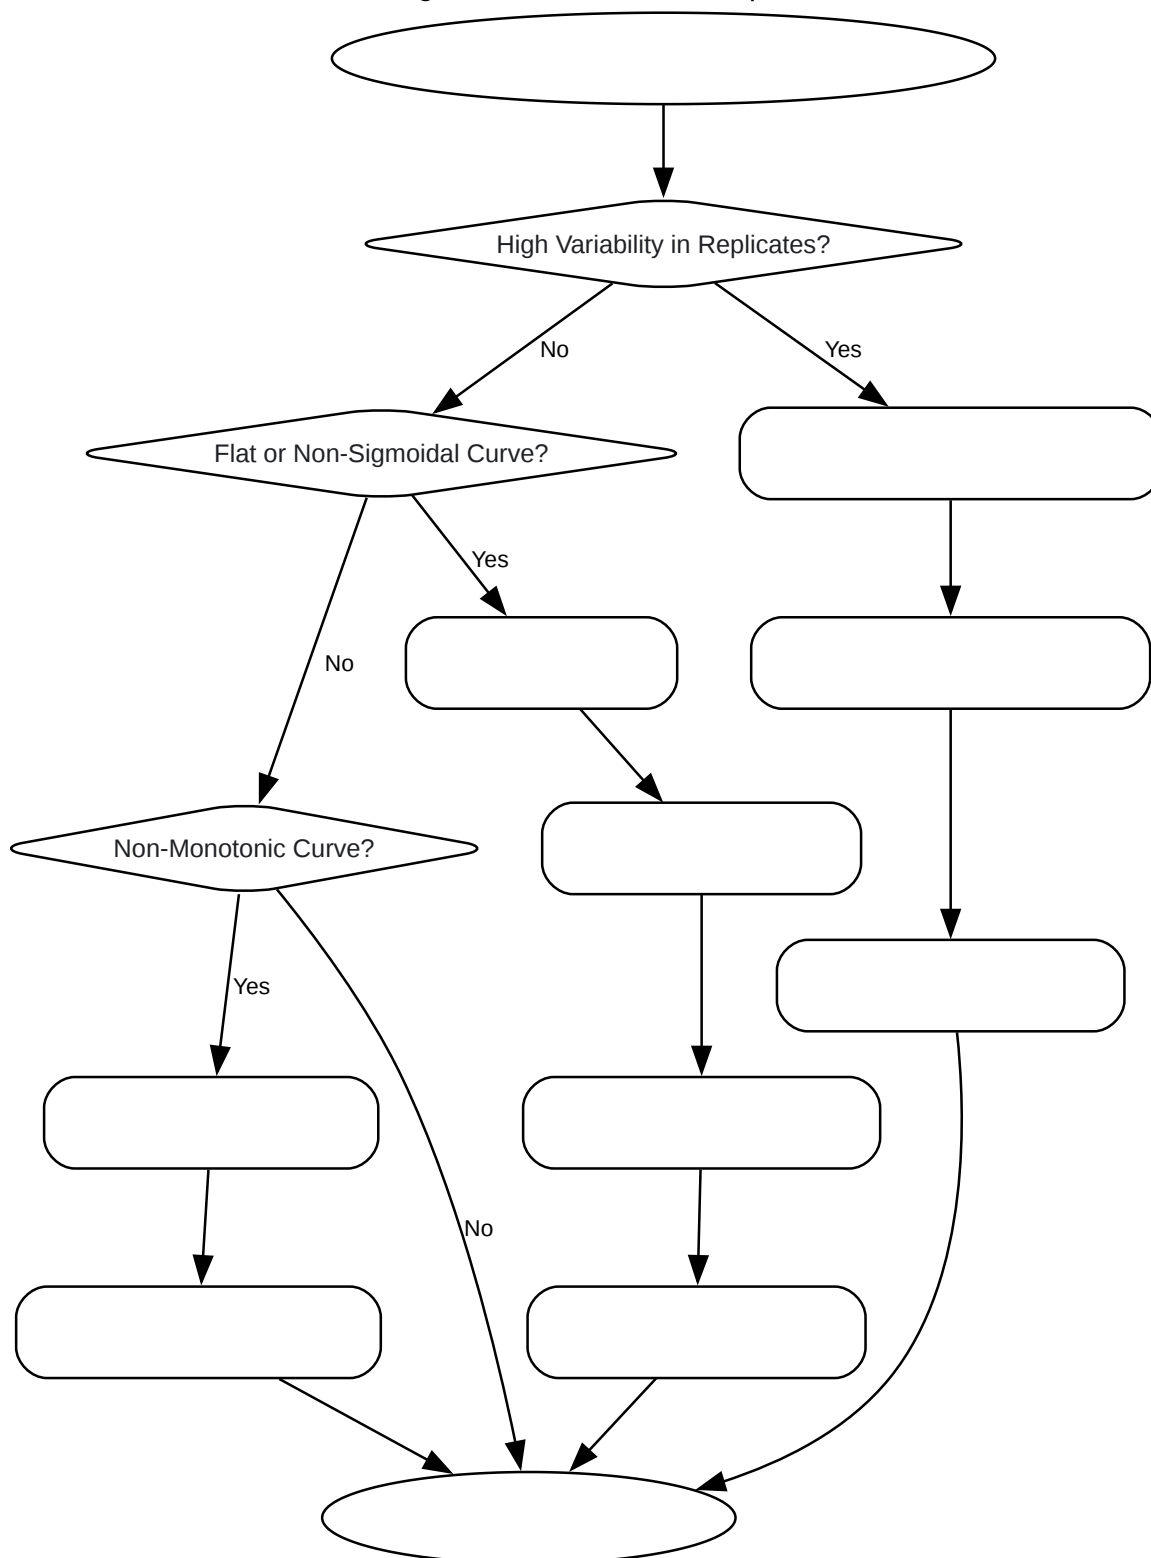 High Variability in Replicates?
No
Yes
Flat or Non-Sigmoidal Curve?
Yes
No
Non-Monotonic Curve?
Yes
No